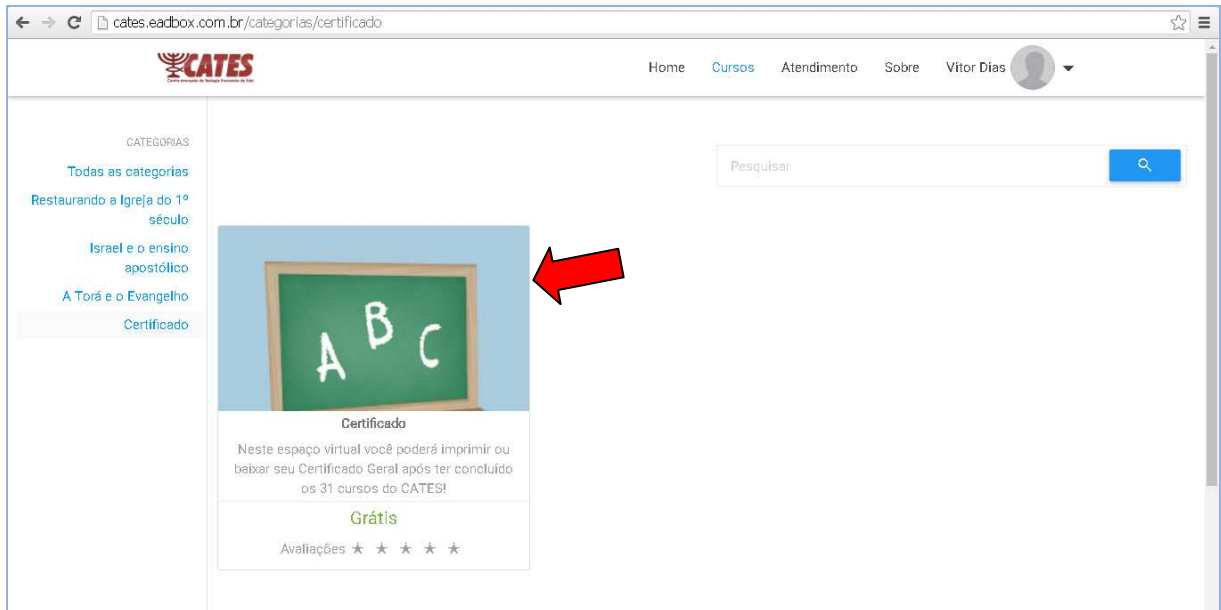 cates.eadbox.com.br/categorias/certificado
CATES
Home Cursos Atendimento Sobre Vitor Dias
CATEGORIAS
Todas as categorias
Restaurando a Igreja do 1º
século
Israel e o ensino
apostólico
A Torá e o Evangelho
Certificado
Pesquisar
A B C
Certificado
Neste espaço virtual você poderá imprimir ou
baixar seu Certificado Geral após ter concluído
os 31 cursos do CATES!
Grátis
Avaliações